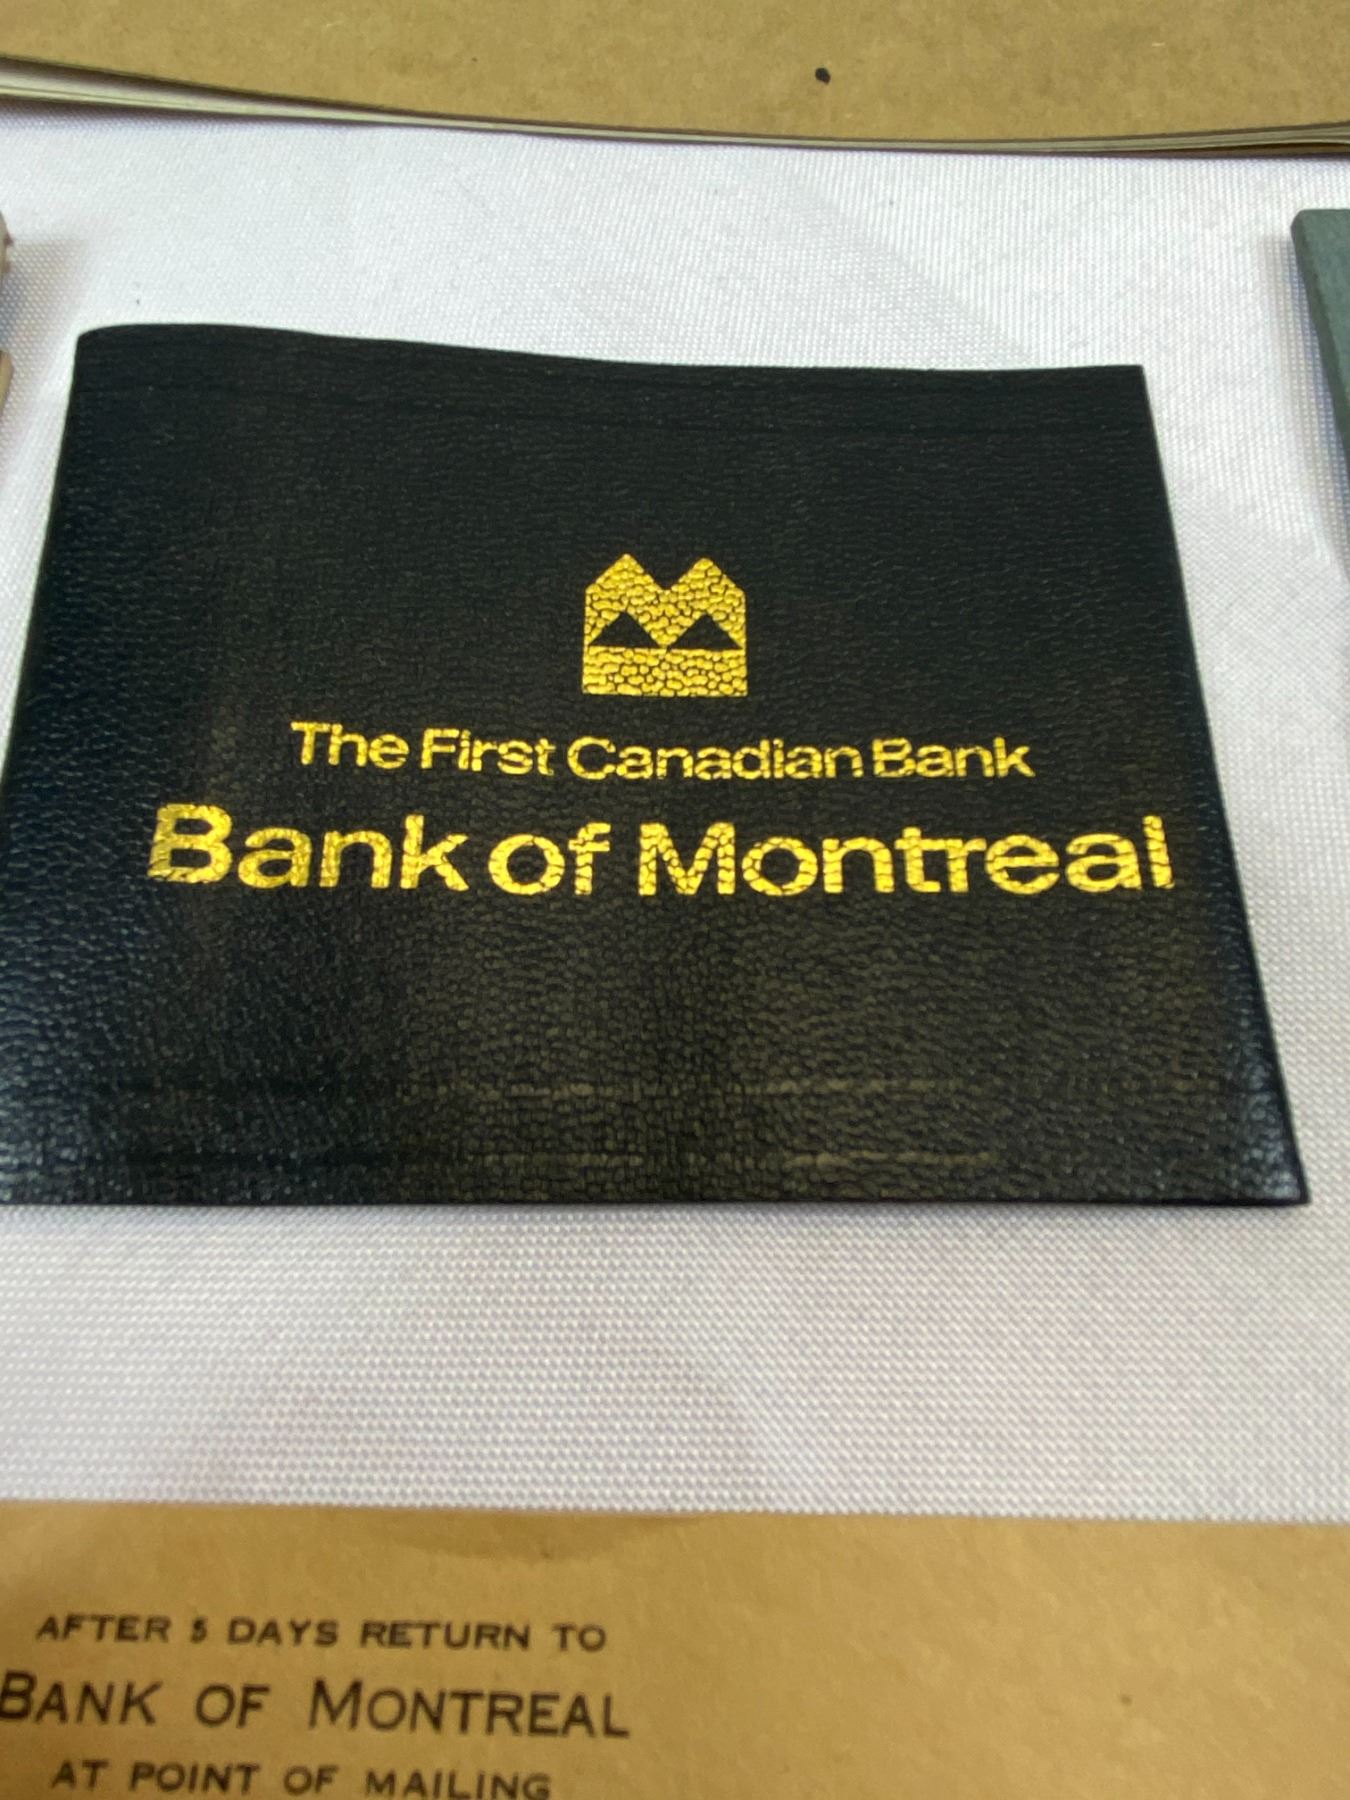 The First Canadian Bank
Bank of Montreal
AFTER 5 DAYS RETURN TO
BANK OF MONTREAL
AT POINT OF MAILING